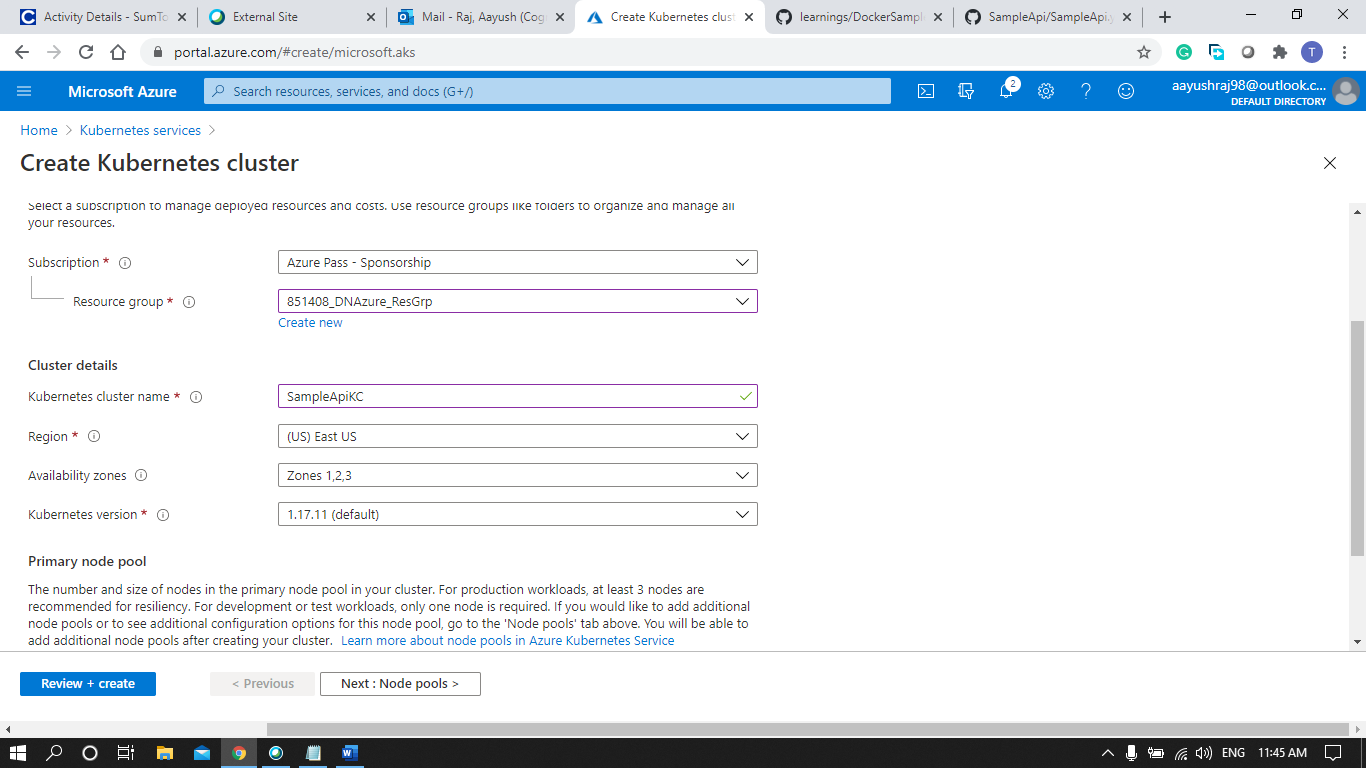 Activity Details - SumTo
External Site
Mail - Raj, Aayush (Cog
Create Kubernetes clust
learnings/DockerSampl
SampleApi/SampleApi.y
portal.azure.com/#create/microsoft.aks
T
Microsoft Azure
Search resources, services, and docs (G+/)
2
aayushraj98@outlook.c...
DEFAULT DIRECTORY
Home > Kubernetes services >
Create Kubernetes cluster
Select a subscription to manage deployed resources and costs. Use resource groups like folders to organize and manage all
your resources.
Subscription *
Azure Pass - Sponsorship
Resource group *
851408_DNAzure_ResGrp
Create new
Cluster details
Kubernetes cluster name *
SampleApiKC
Region *
(US) East US
Availability zones
Zones 1,2,3
Kubernetes version *
1.17.11 (default)
Primary node pool
The number and size of nodes in the primary node pool in your cluster. For production workloads, at least 3 nodes are
recommended for resiliency. For development or test workloads, only one node is required. If you would like to add additional
node pools or to see additional configuration options for this node pool, go to the 'Node pools' tab above. You will be able to
add additional node pools after creating your cluster. Learn more about node pools in Azure Kubernetes Service
Review + create
< Previous
Next : Node pools >
ENG
11:45 AM